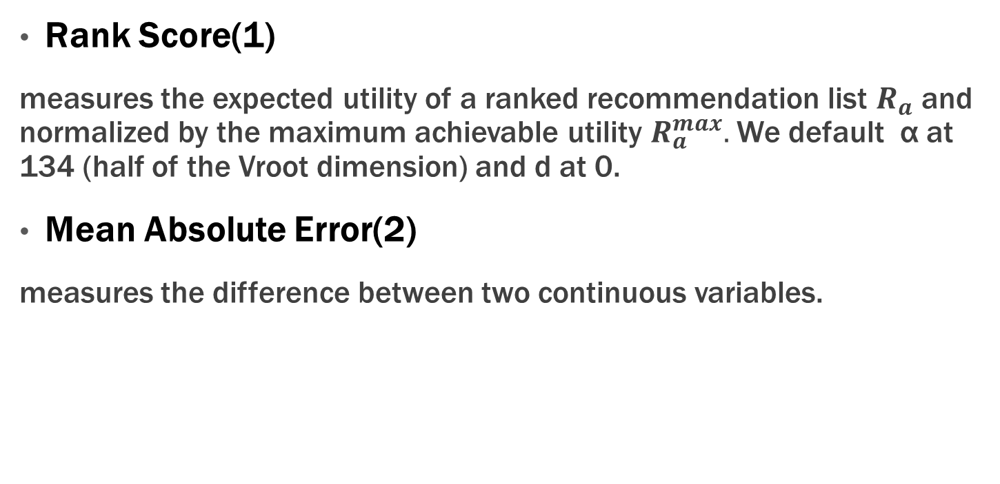 • Rank Score(1)
measures the expected utility of a ranked recommendation list $R_a$ and
normalized by the maximum achievable utility $R_a^{max}$. We default α at
134 (half of the Vroot dimension) and d at 0.
• Mean Absolute Error(2)
measures the difference between two continuous variables.